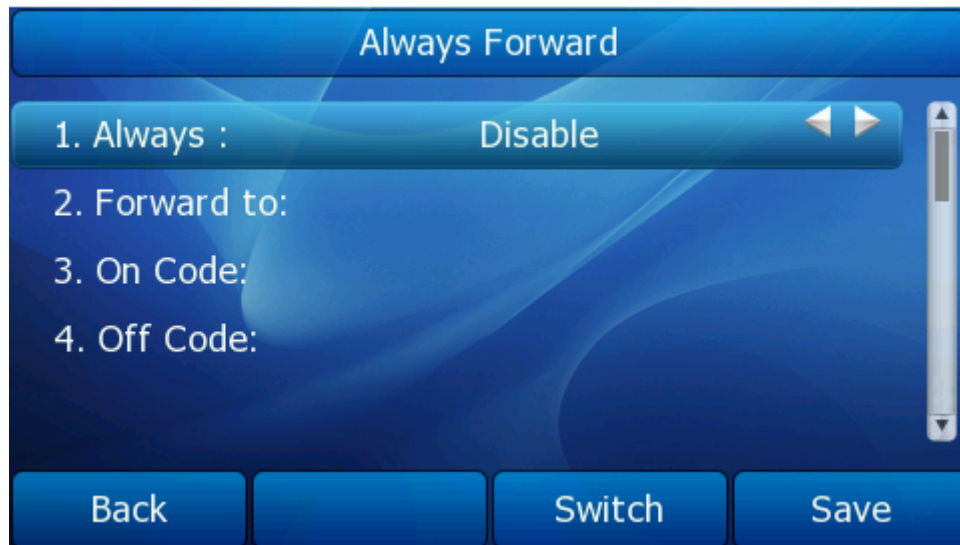 Always Forward
1. Always : Disable
2. Forward to:
3. On Code:
4. Off Code:
Back Switch Save